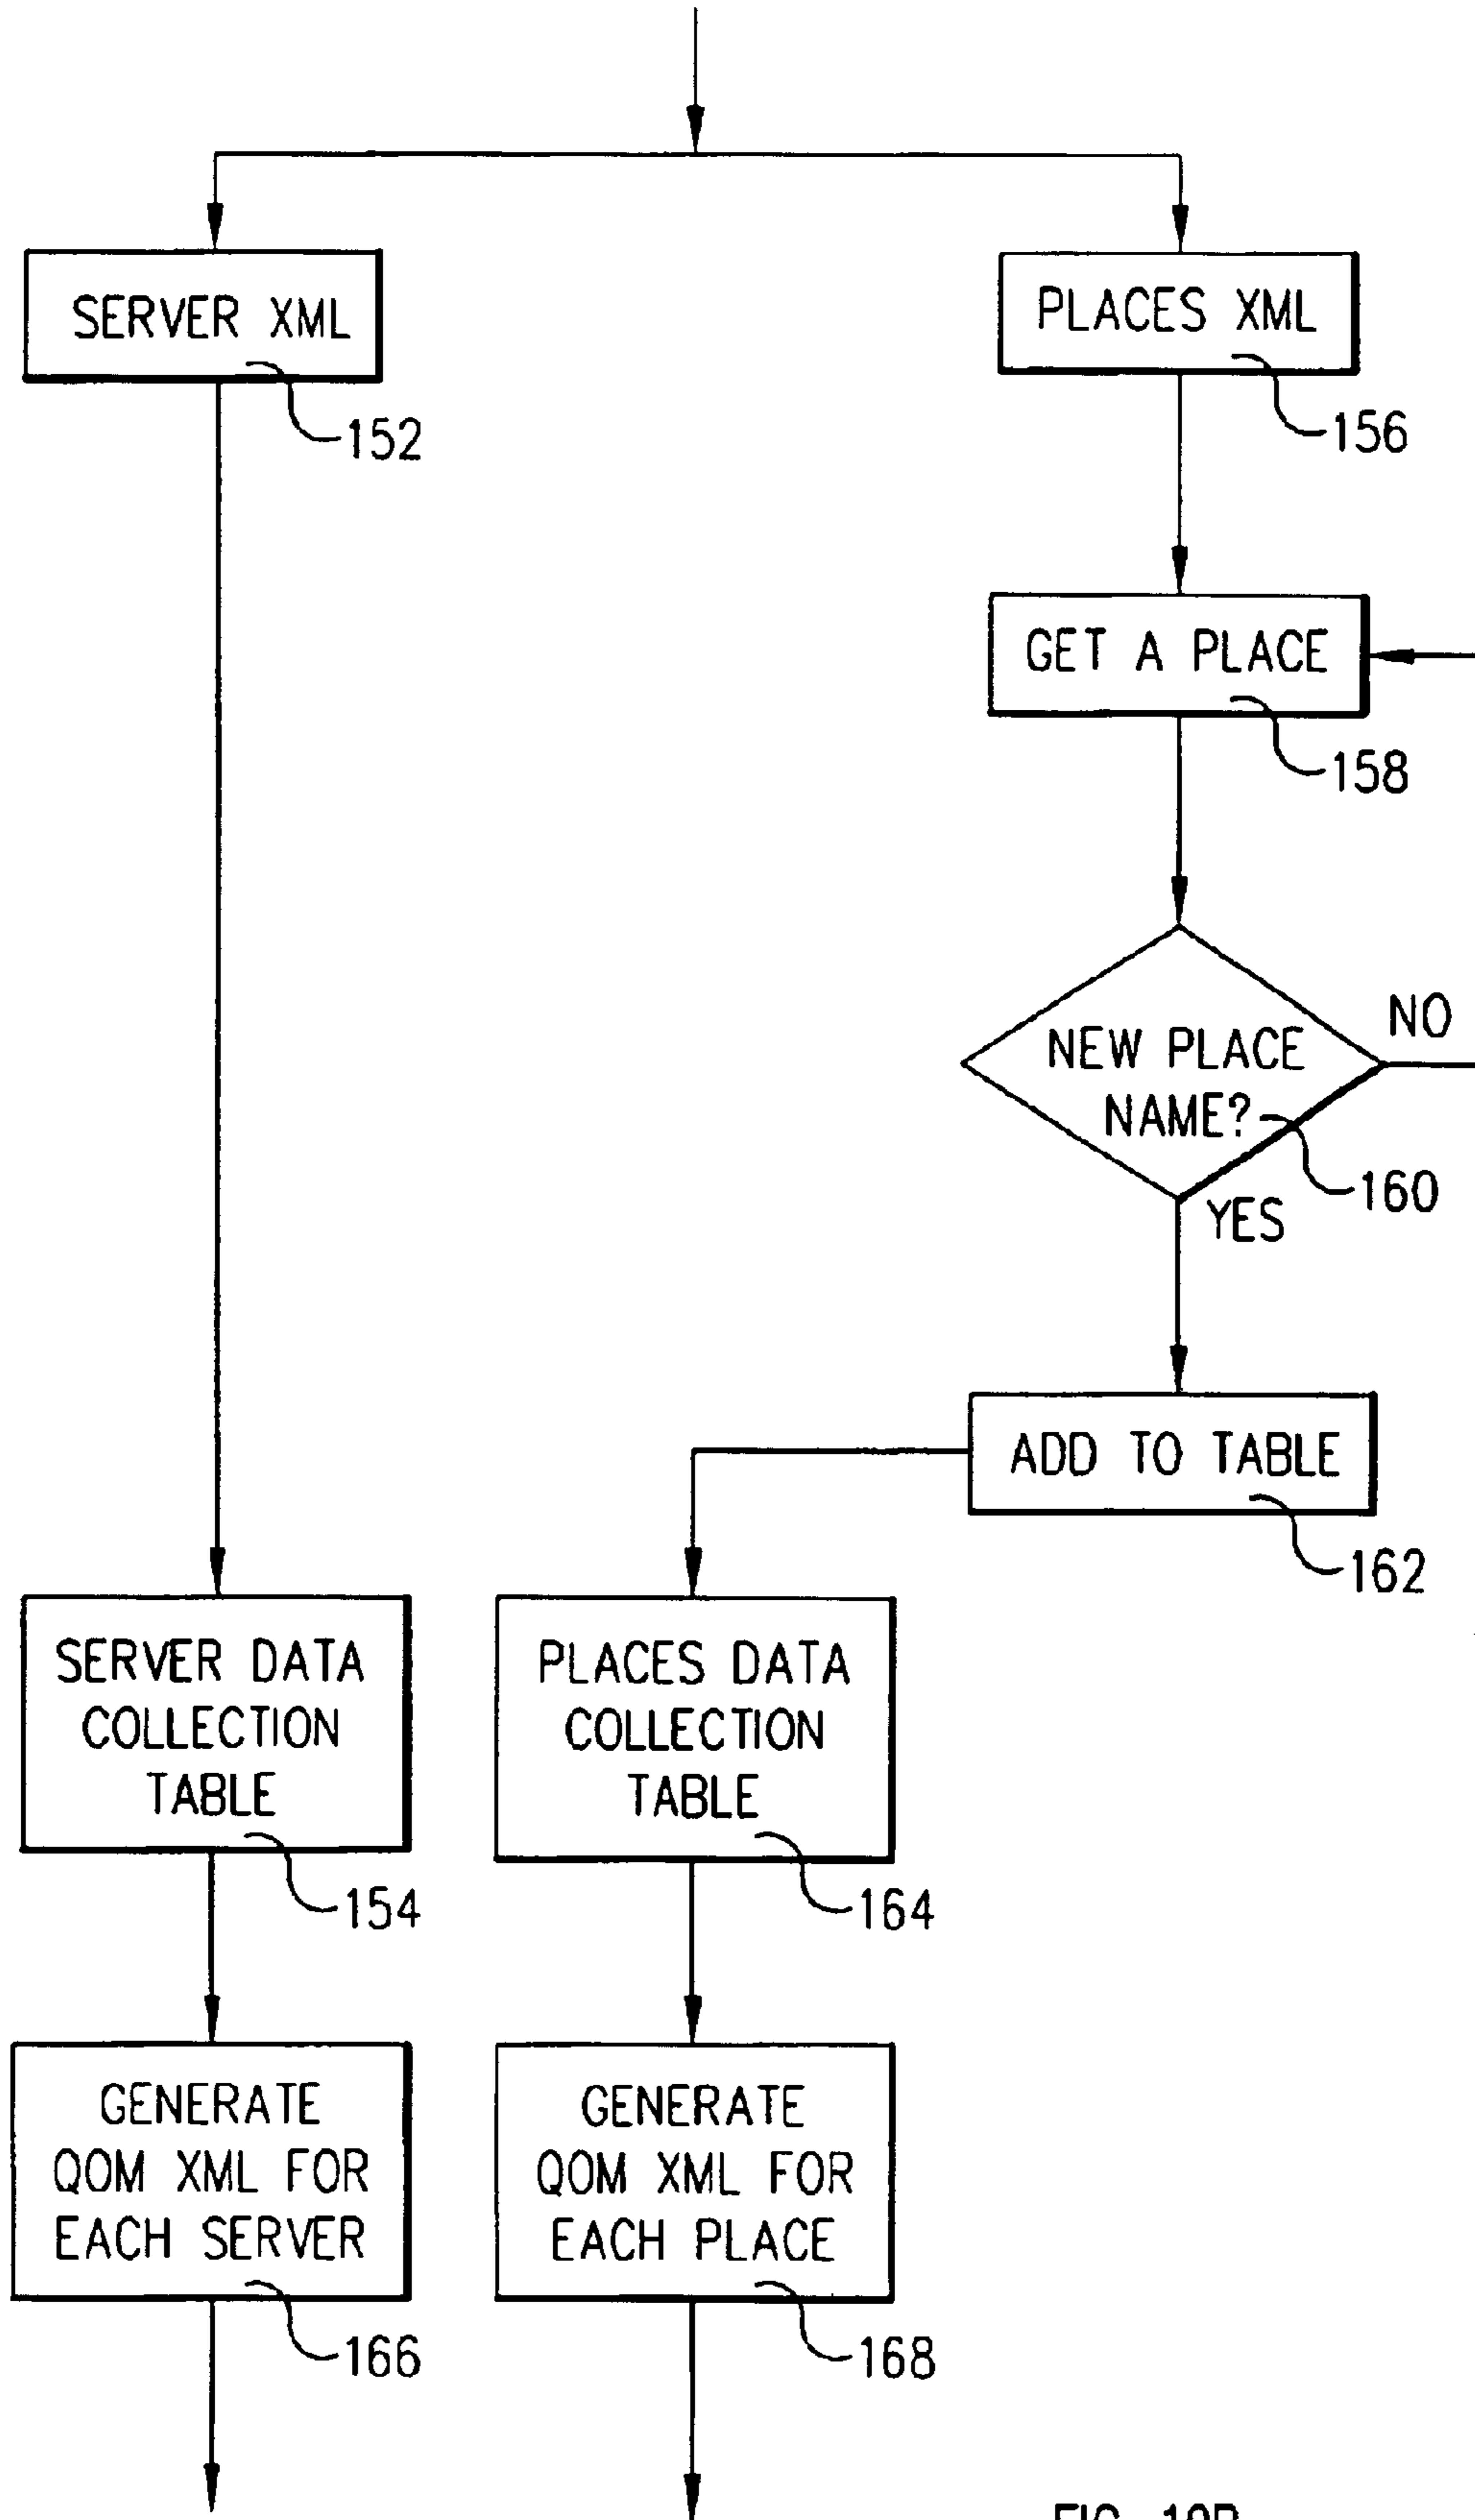 SERVER XML
152
PLACES XML
156
GET A PLACE
158
NEW PLACE
NAME?
NO
160
YES
ADD TO TABLE
162
SERVER DATA
COLLECTION
TABLE
154
PLACES DATA
COLLECTION
TABLE
164
GENERATE
QOM XML FOR
EACH SERVER
166
GENERATE
QOM XML FOR
EACH PLACE
168